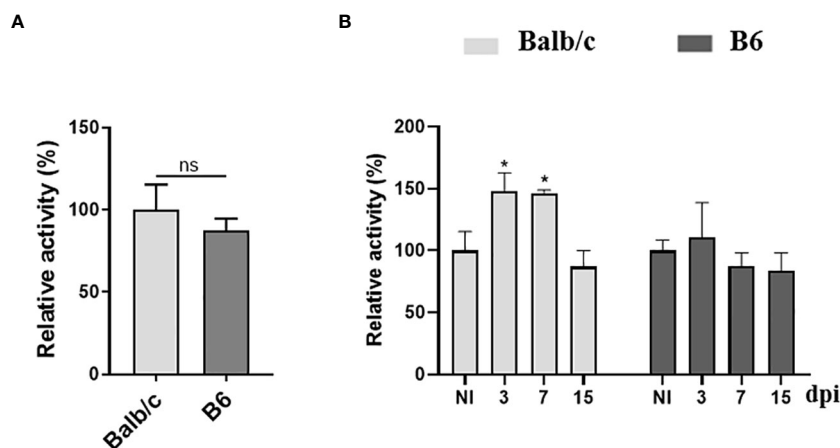 A
Relative activity (%)
150
100
50
0
ns
Balb/c
B6
B
Balb/c
B6
Relative activity (%)
200
150
100
50
0
*
*
NI 3 7 15 NI 3 7 15 dpi